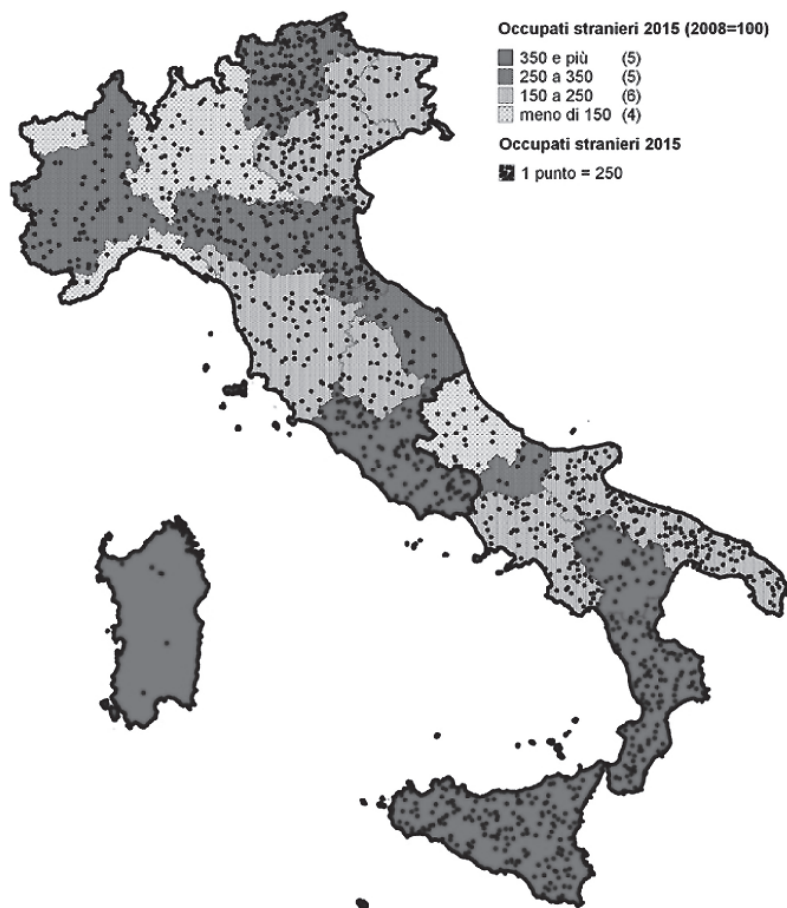 Occupati stranieri 2015 (2008=100)
350 e più (5)
250 a 350 (5)
150 a 250 (6)
meno di 150 (4)
Occupati stranieri 2015
1 punto = 250